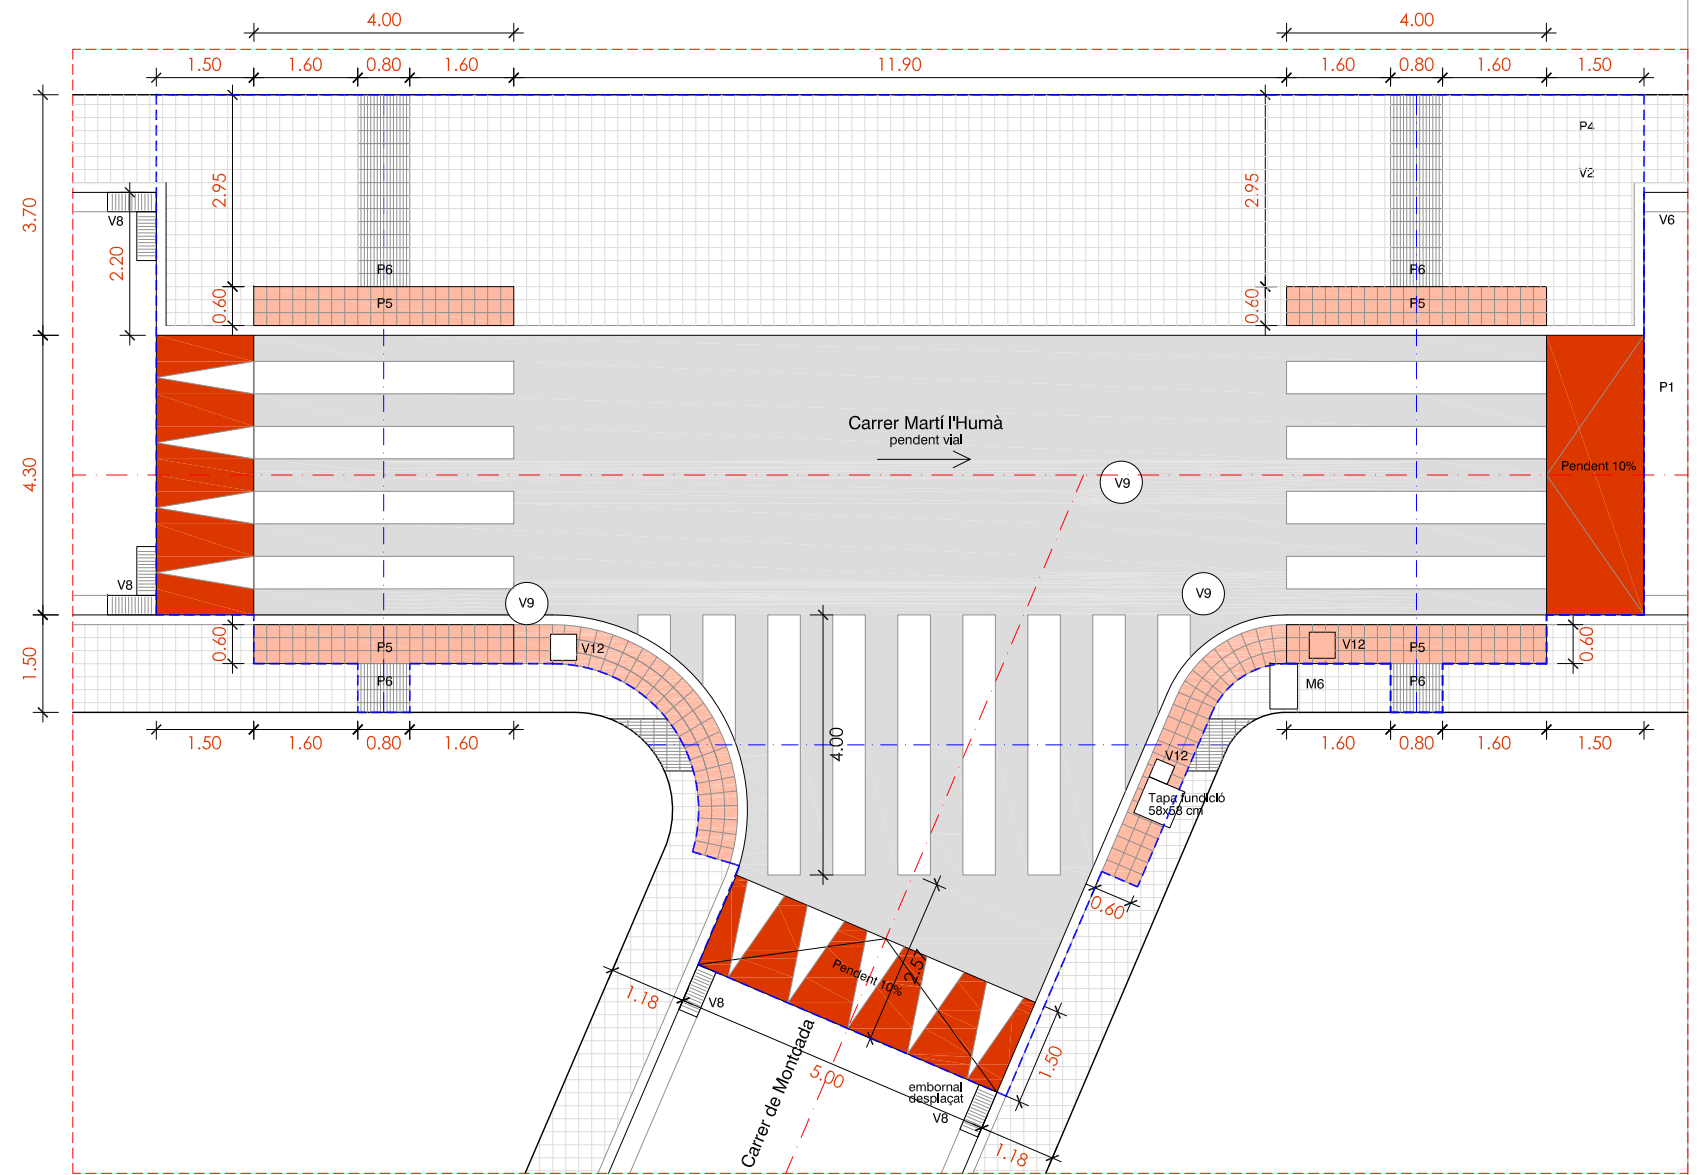 4.00
4.00
1.50
1.60
0.80
1.60
11.90
1.60
0.80
1.60
1.50
P4
V2
2.95
2.95
3.70
V8
V6
2.20
P6
P6
0.60
P5
0.60
P5
P1
Carrer Martí l'Humà
pendent vial
Pendent 10%
4.30
V9
V8
V9
V9
0.60
P5
V12
V12
P5
0.60
1.50
P6
M6
P6
1.50
1.60
0.80
1.60
4.00
1.60
0.80
1.60
1.50
V12
Tapa fundició
58x58 cm
0.60
Pendent 10%
2.57
1.18
V8
5.00
1.50
embornal
desplaçat
V8
Carrer de Montcada
1.18